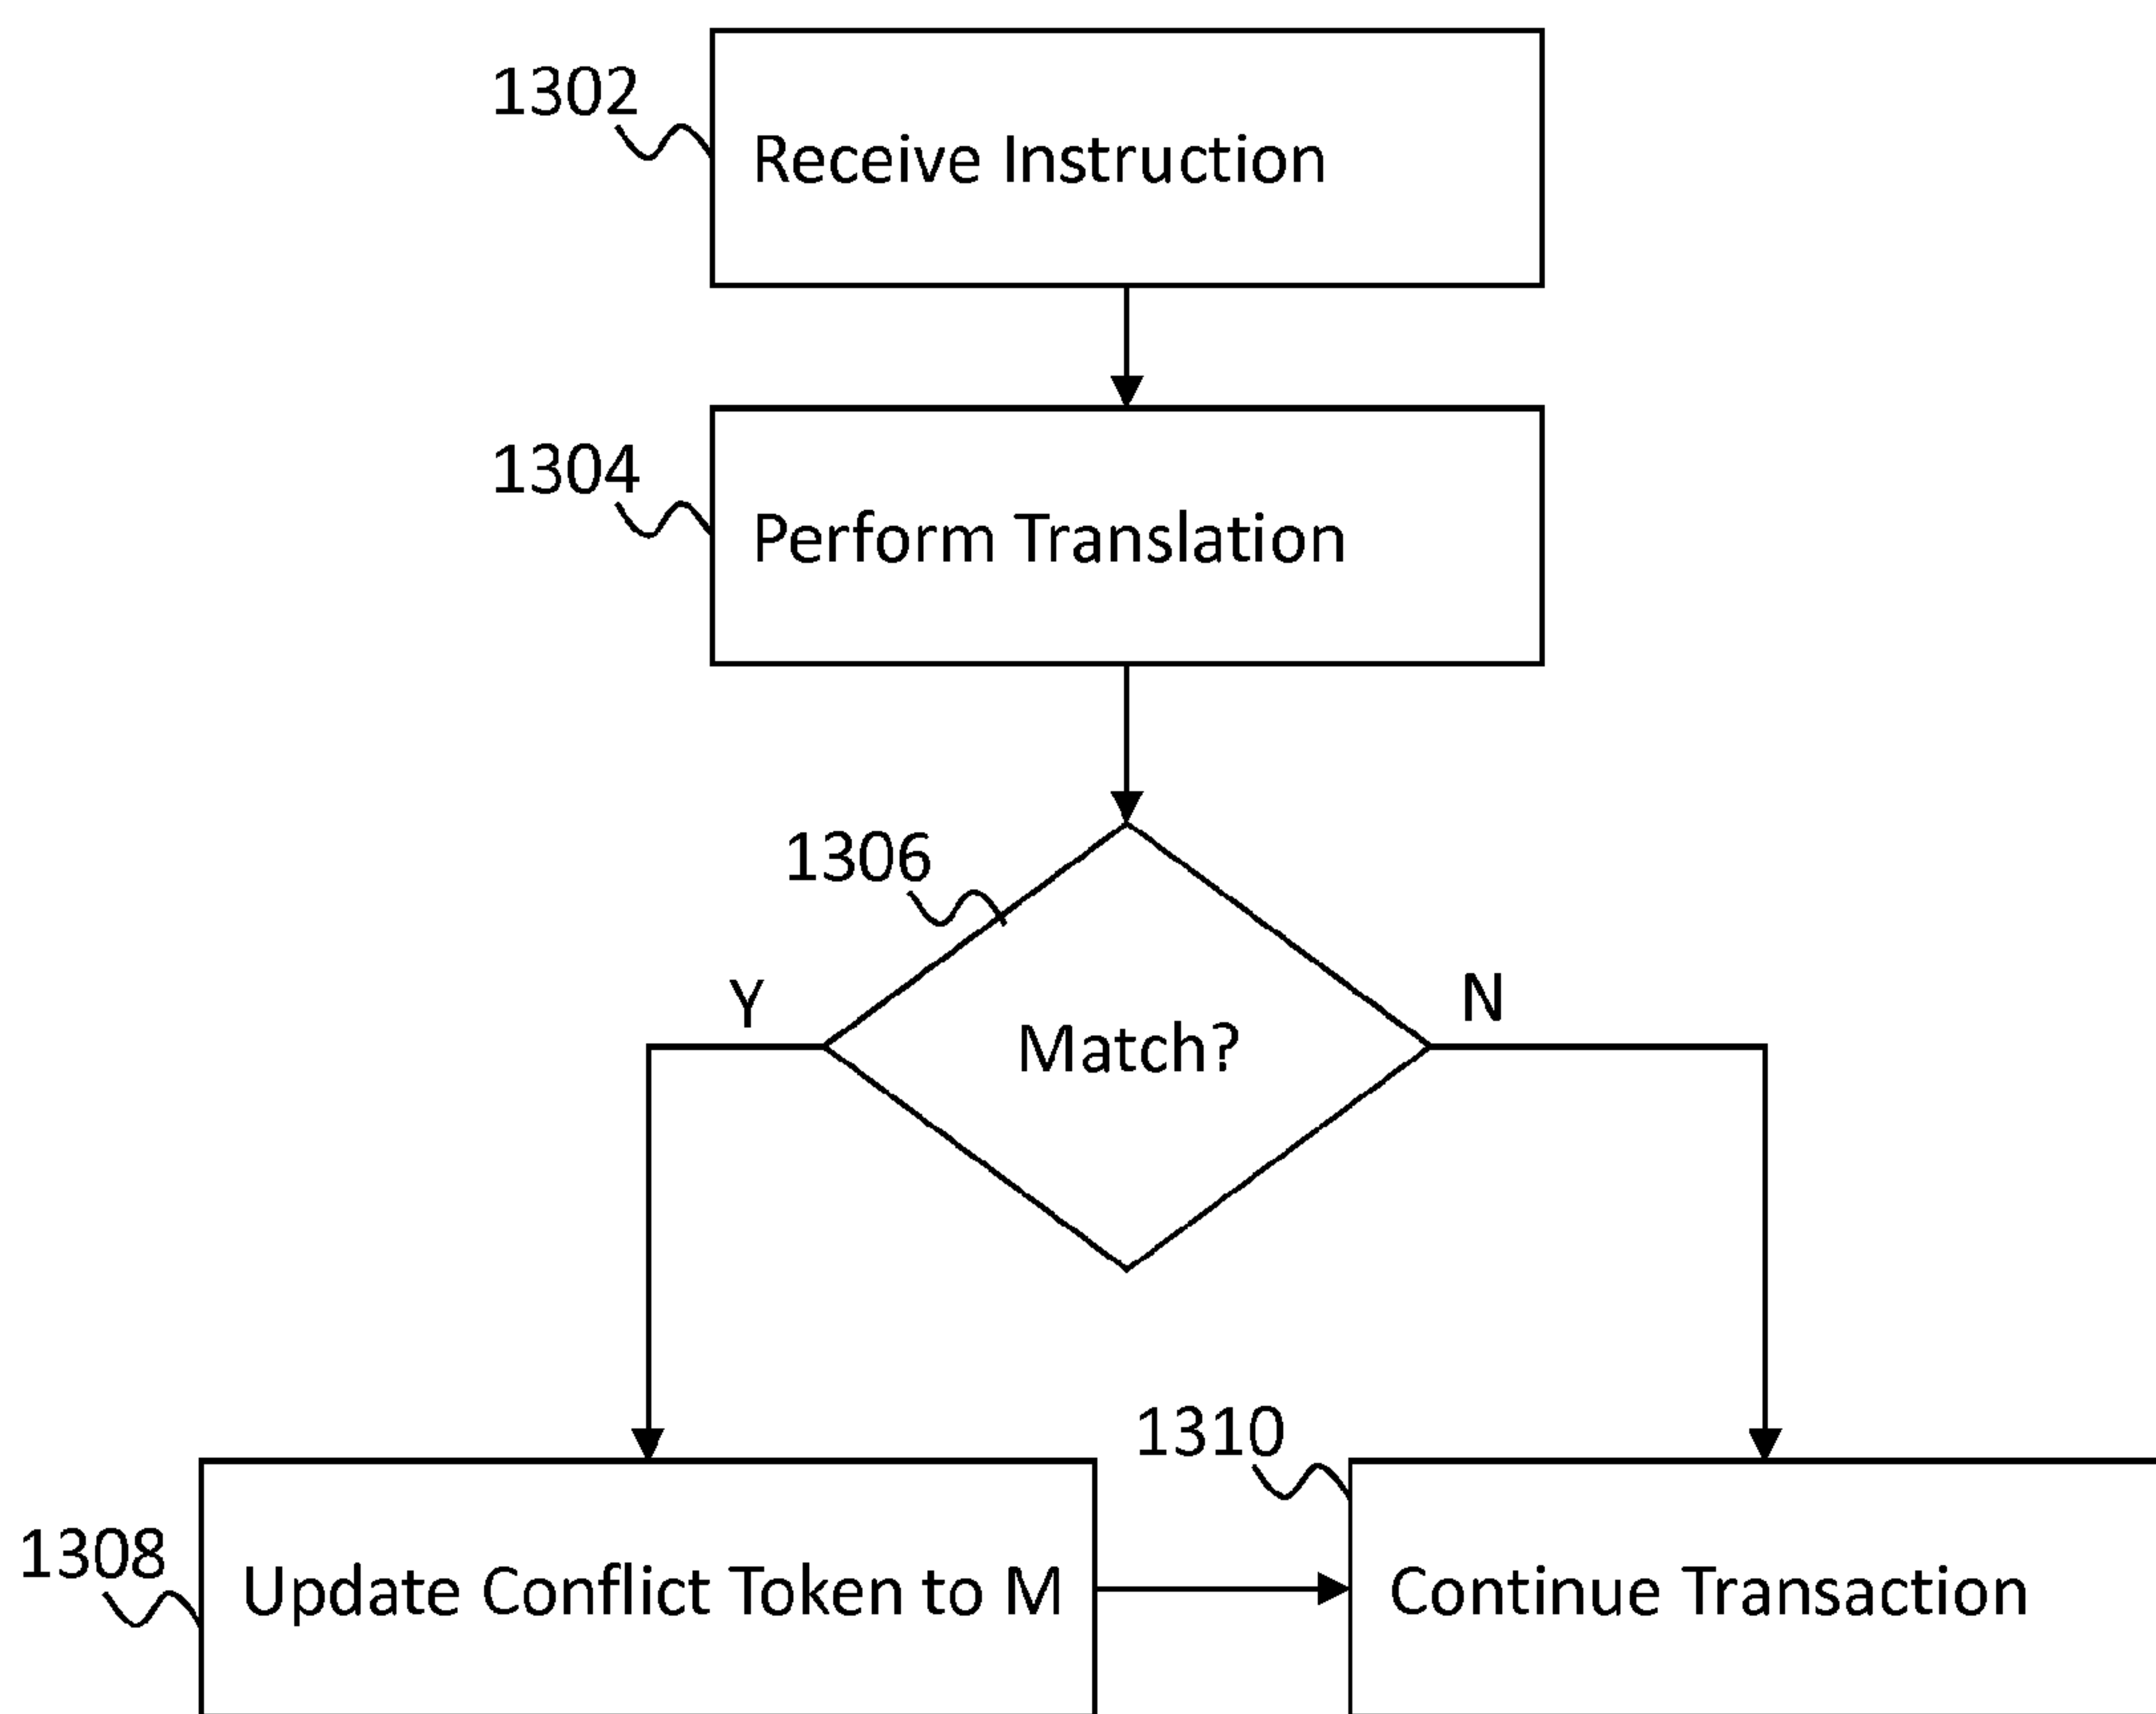 1302
Receive Instruction
1304
Perform Translation
1306
Y
N
Match?
1310
1308
Update Conflict Token to M
Continue Transaction